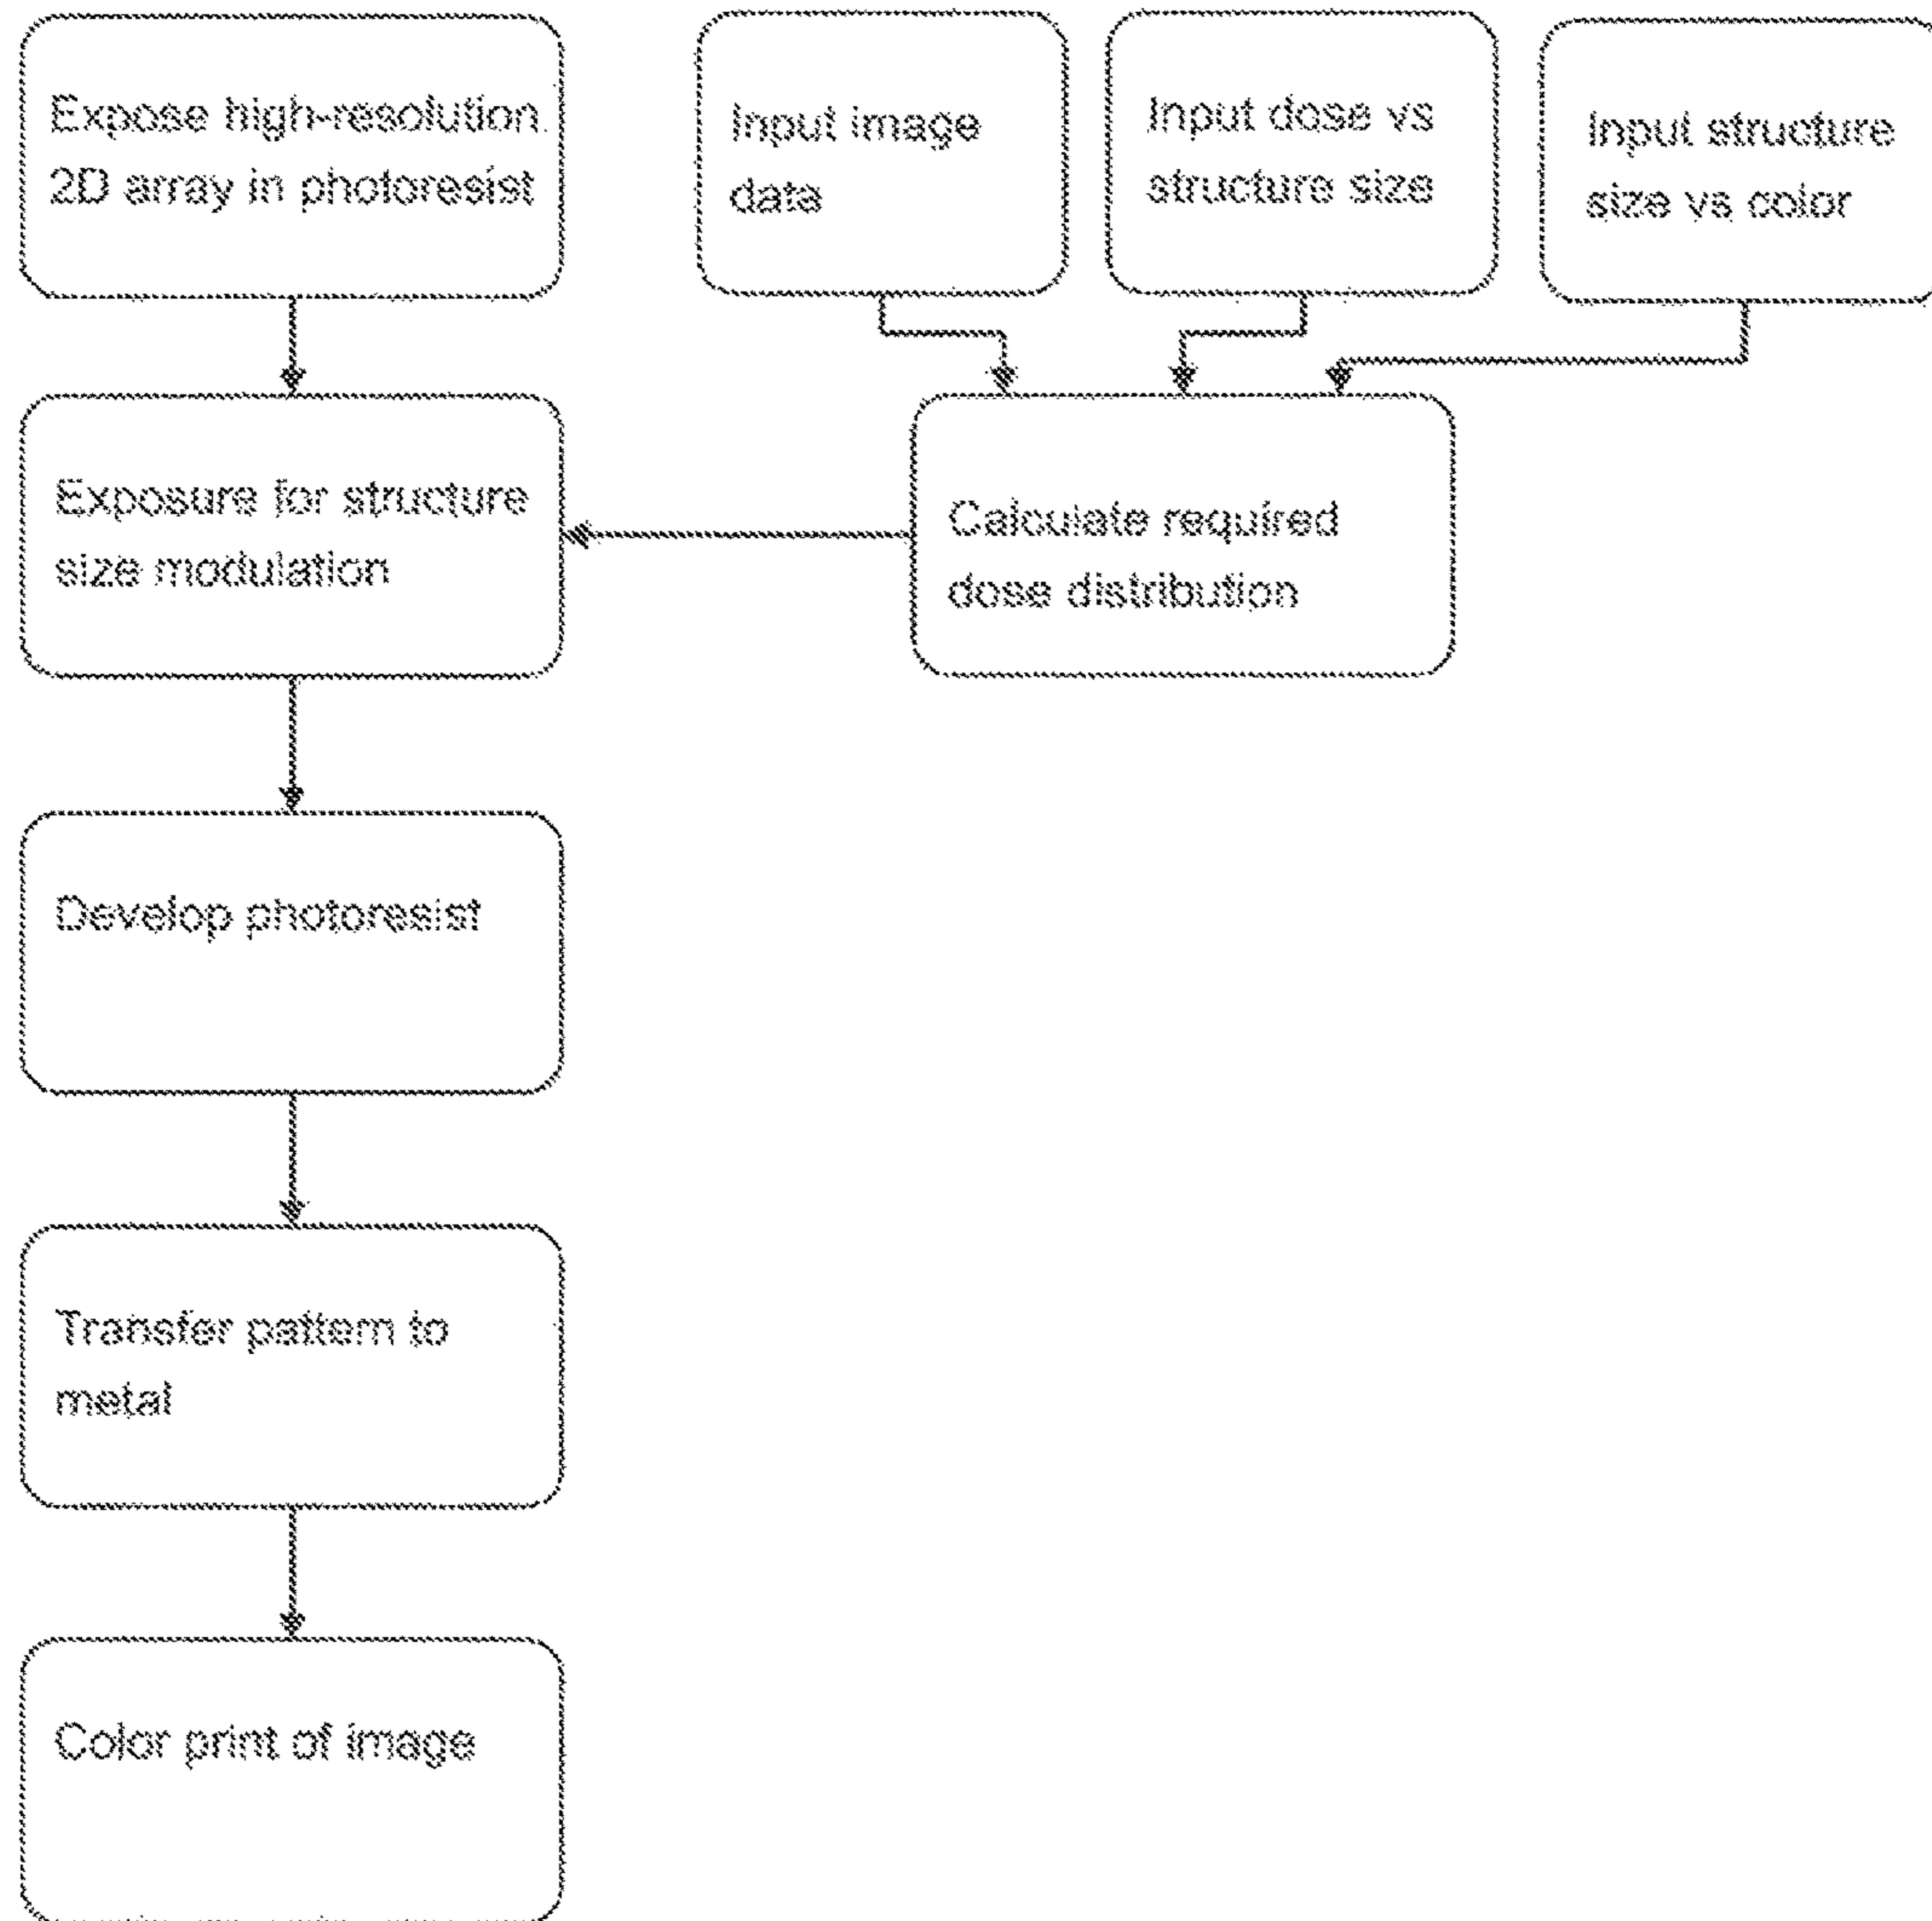 Expose high-resolution
2D array in photoresist
Input image
data
Input dose vs
structure size
Input structure
size vs color
Exposure for structure
size modulation
Calculate required
dose distribution
Develop photoresist
Transfer pattern to
metal
Color print of image